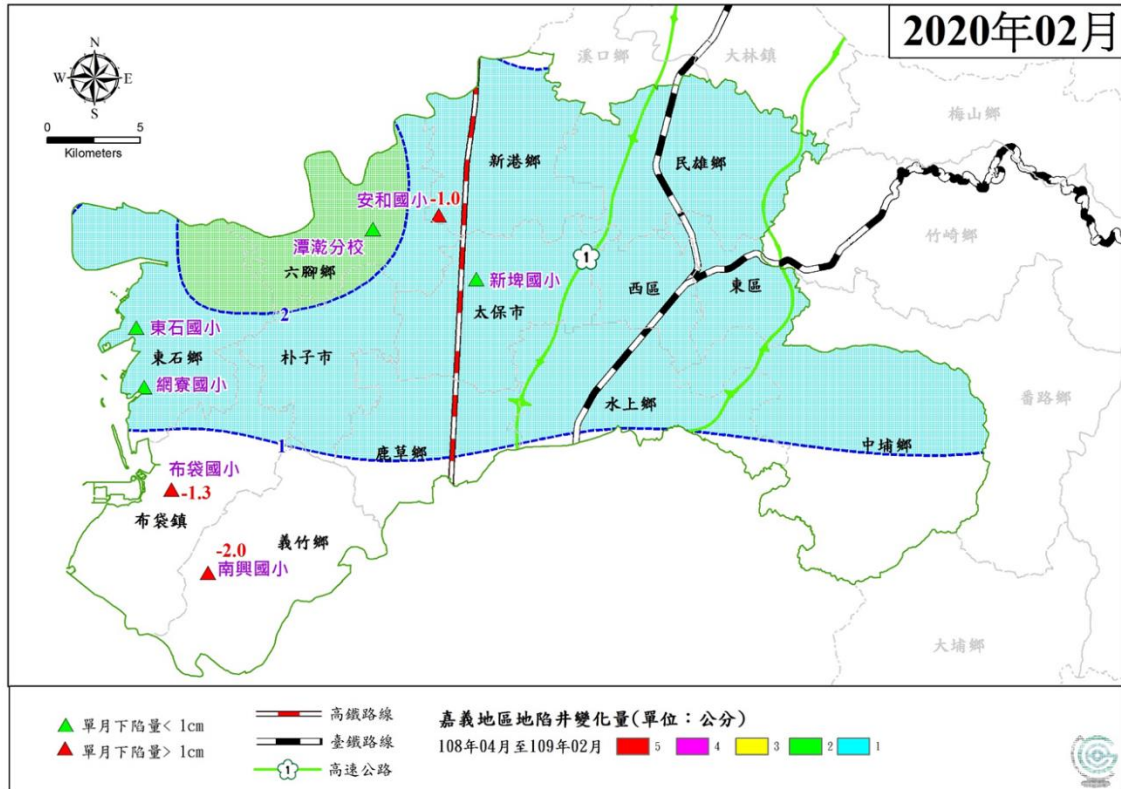 2020年02月
N
W E
S
0 5
Kilometers
溪口鄉
大林鎮
梅山鄉
新港鄉
民雄鄉
安和國小 -1.0
潭墘分校
竹崎鄉
六腳鄉
新埤國小
1
西區
東區
2
太保市
東石國小
東石鄉
朴子市
網寮國小
水上鄉
番路鄉
1
鹿草鄉
中埔鄉
布袋國小
-1.3
布袋鎮
義竹鄉
-2.0
南興國小
大埔鄉
單月下陷量< 1cm
單月下陷量> 1cm
高鐵路線
臺鐵路線
1 高速公路
嘉義地區地陷井變化量(單位：公分)
108年04月至109年02月 5 4 3 2 1